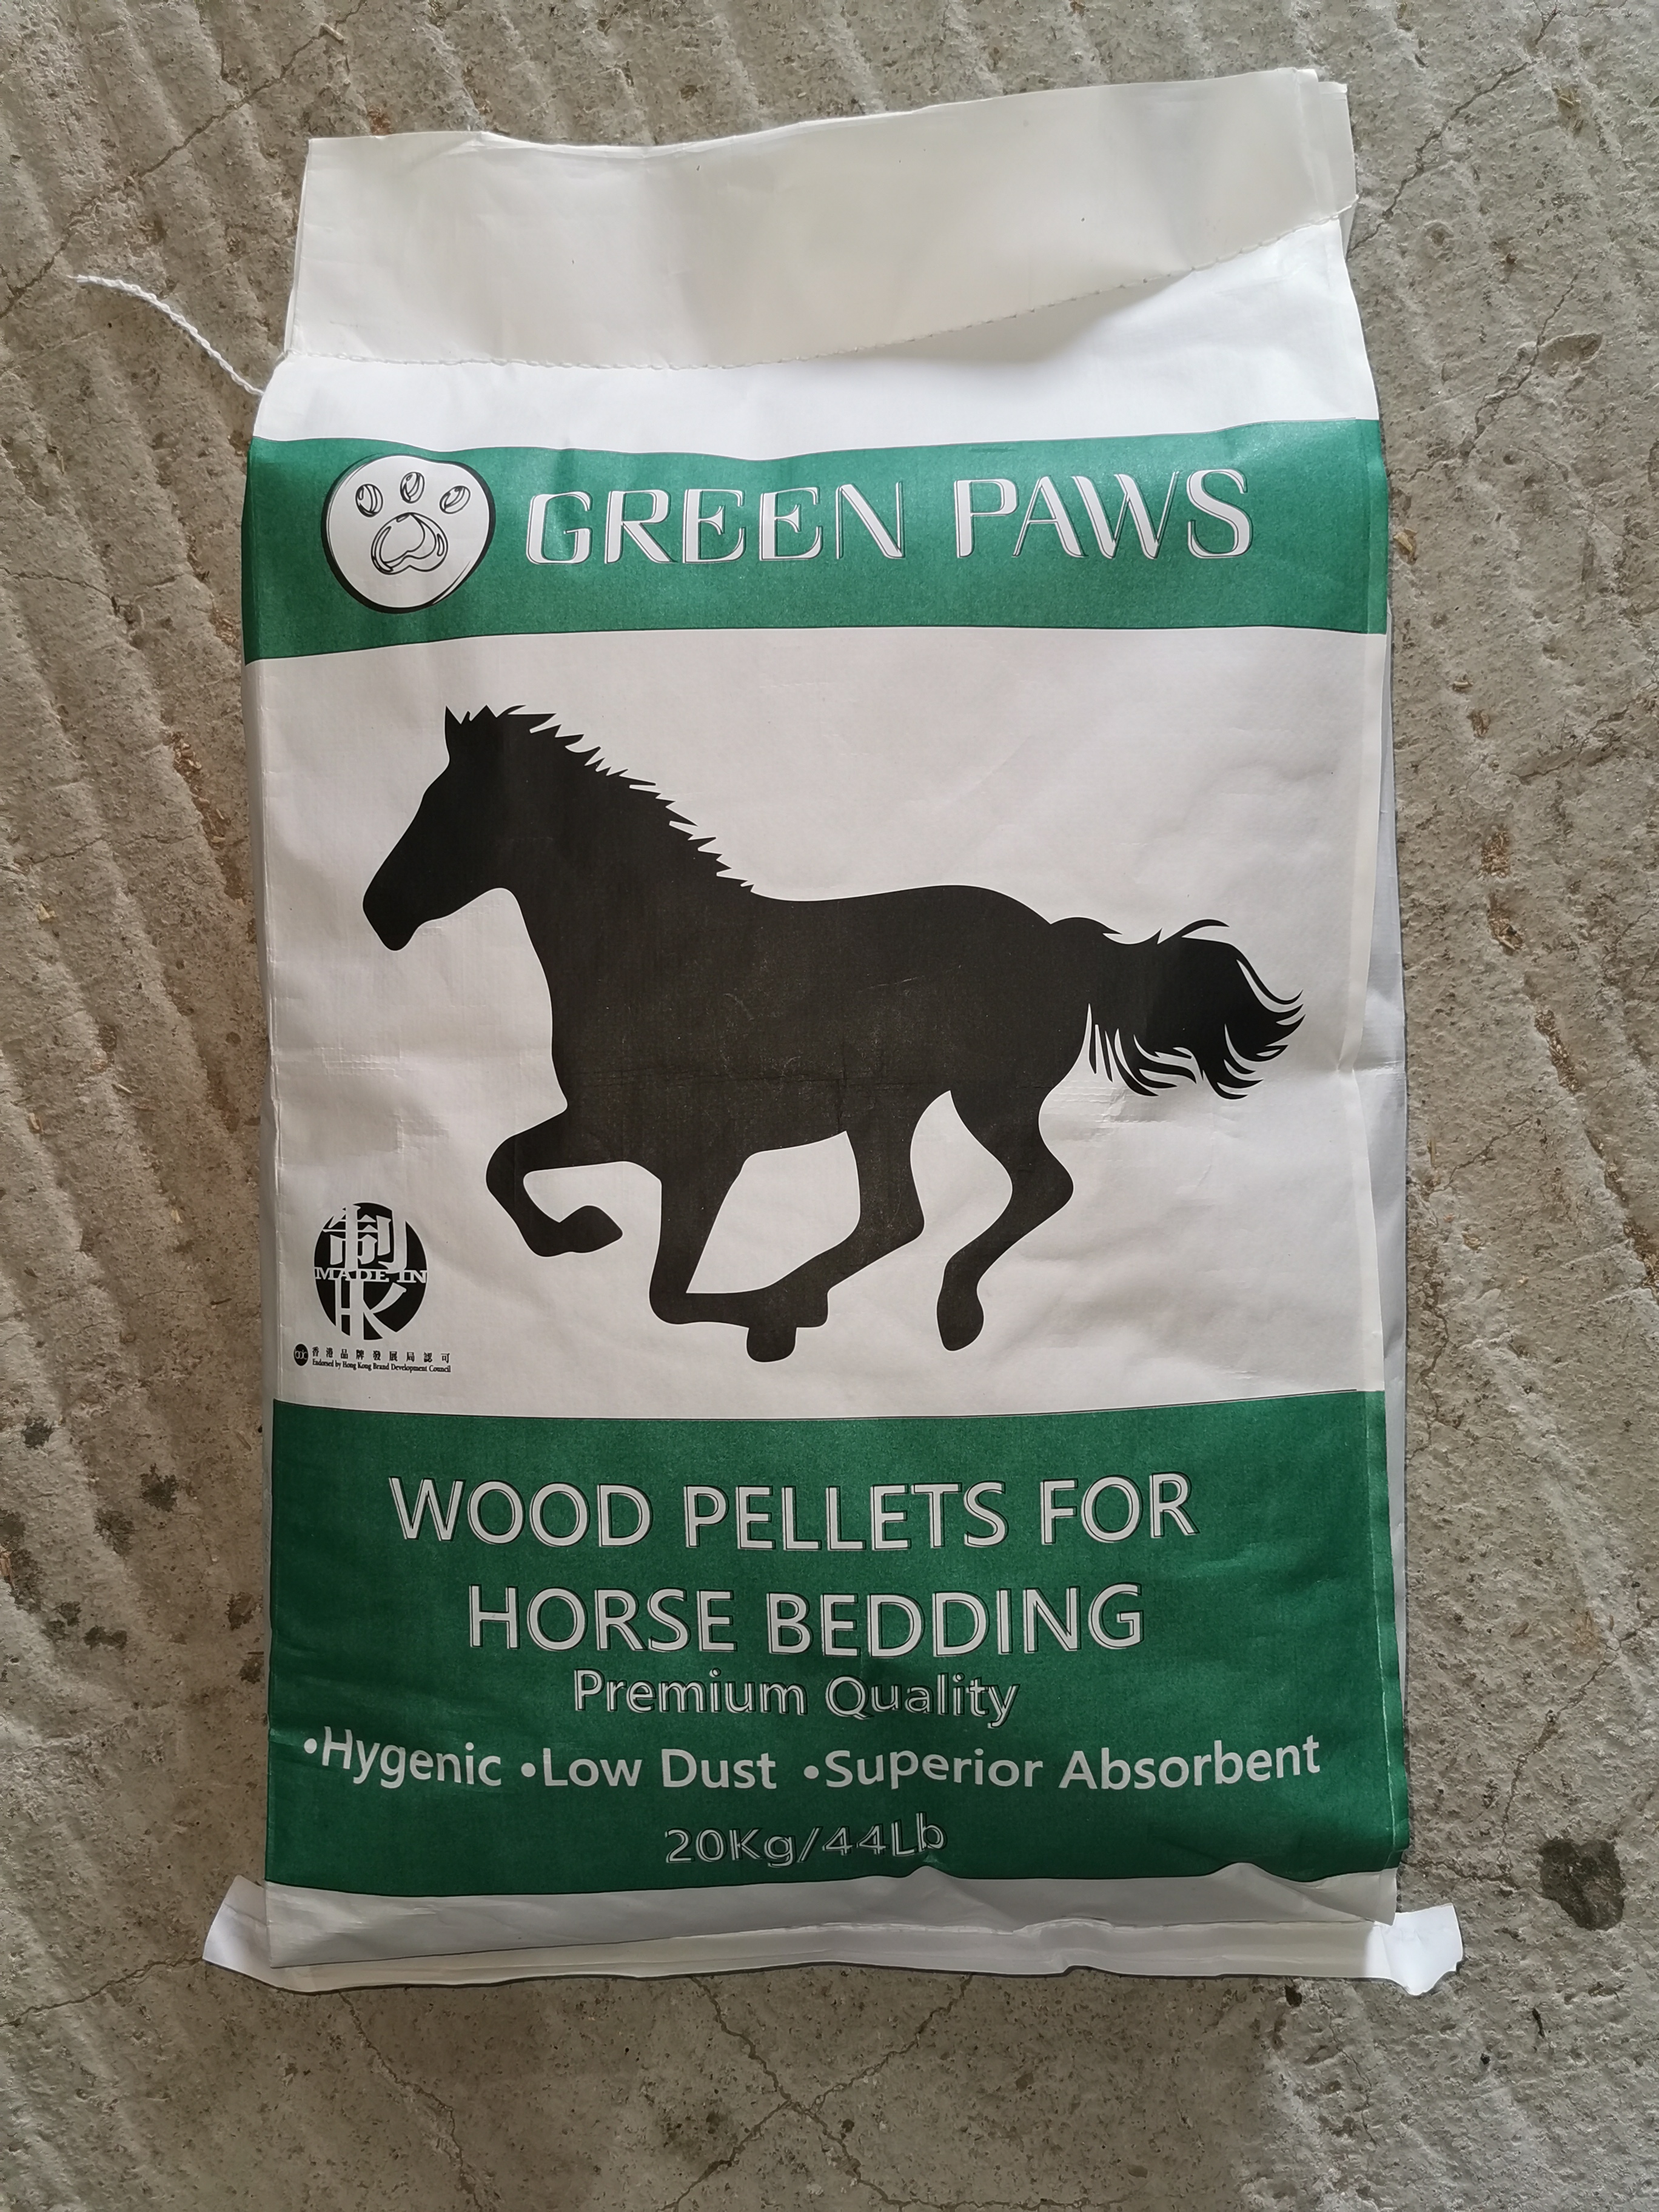 GREEN PAWS
制
MADE IN
HK
香港品牌發展局認可
Endorsed by Hong Kong Brand Development Council
WOOD PELLETS FOR
HORSE BEDDING
Premium Quality
•Hygenic •Low Dust •Superior Absorbent
20Kg/44Lb